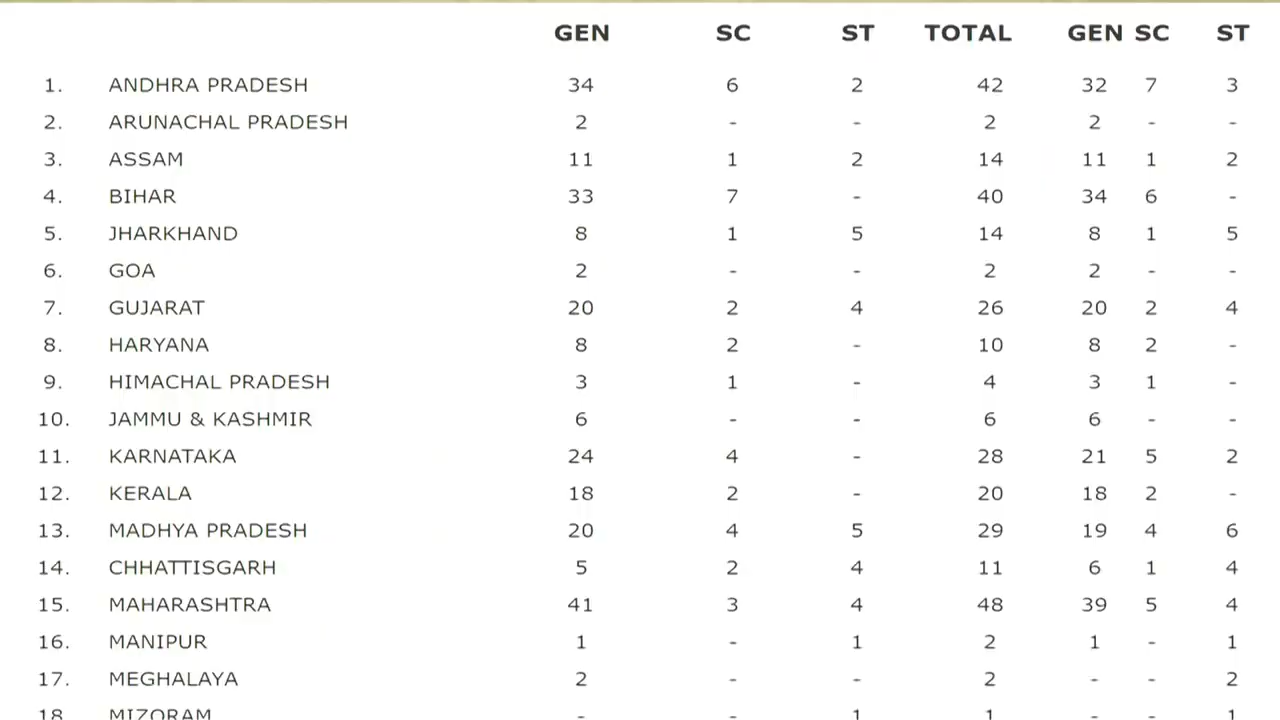 GEN SC ST TOTAL GEN SC ST
1. ANDHRA PRADESH 34 6 2 42 32 7 3
2. ARUNACHAL PRADESH 2 - - 2 2 - -
3. ASSAM 11 1 2 14 11 1 2
4. BIHAR 33 7 - 40 34 6 -
5. JHARKHAND 8 1 5 14 8 1 5
6. GOA 2 - - 2 2 - -
7. GUJARAT 20 2 4 26 20 2 4
8. HARYANA 8 2 - 10 8 2 -
9. HIMACHAL PRADESH 3 1 - 4 3 1 -
10. JAMMU & KASHMIR 6 - - 6 6 - -
11. KARNATAKA 24 4 - 28 21 5 2
12. KERALA 18 2 - 20 18 2 -
13. MADHYA PRADESH 20 4 5 29 19 4 6
14. CHHATTISGARH 5 2 4 11 6 1 4
15. MAHARASHTRA 41 3 4 48 39 5 4
16. MANIPUR 1 - 1 2 1 - 1
17. MEGHALAYA 2 - - 2 - - 2
18. MIZORAM - - 1 1 - - 1